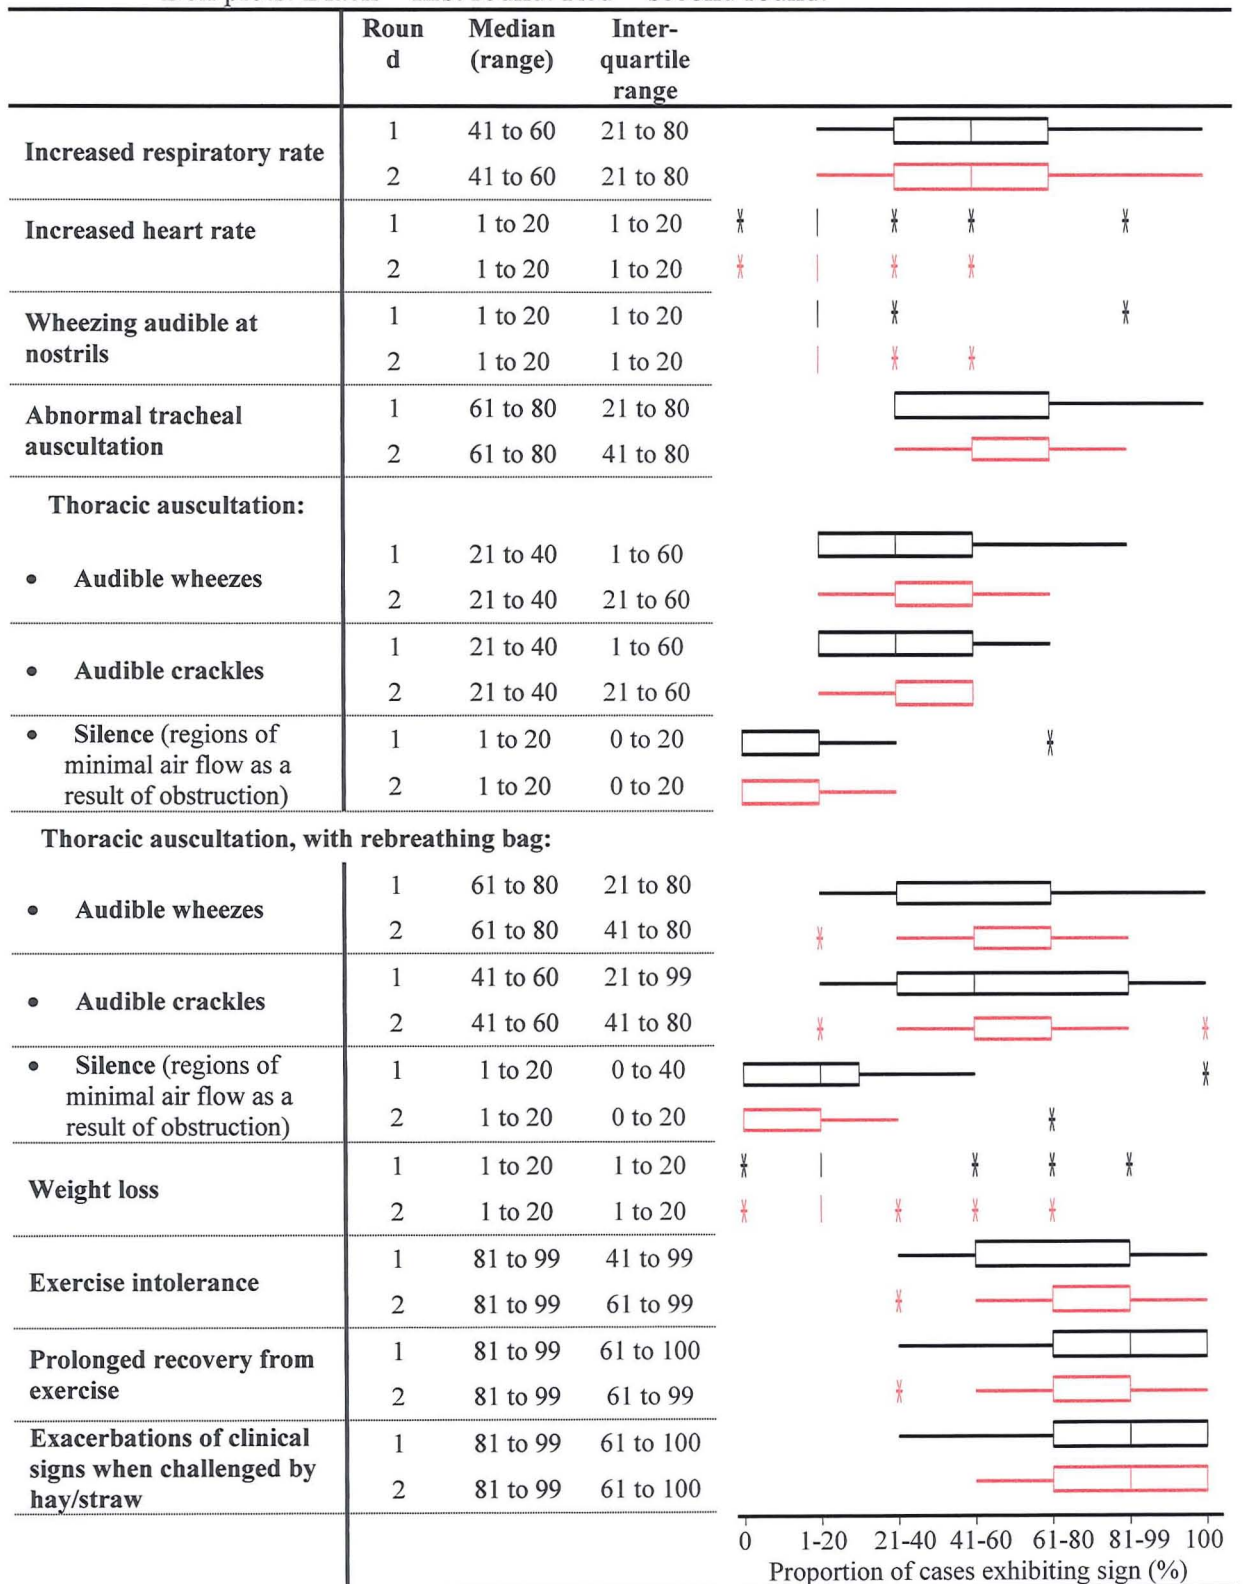 Roun Median Inter-
d (range) quartile
range
Increased respiratory rate 1 41 to 60 21 to 80
2 41 to 60 21 to 80
Increased heart rate 1 1 to 20 1 to 20
2 1 to 20 1 to 20
Wheezing audible at 1 1 to 20 1 to 20
nostrils 2 1 to 20 1 to 20
Abnormal tracheal 1 61 to 80 21 to 80
auscultation 2 61 to 80 41 to 80
Thoracic auscultation:
• Audible wheezes 1 21 to 40 1 to 60
2 21 to 40 21 to 60
• Audible crackles 1 21 to 40 1 to 60
2 21 to 40 21 to 60
• Silence (regions of 1 1 to 20 0 to 20
minimal air flow as a
result of obstruction) 2 1 to 20 0 to 20
Thoracic auscultation, with rebreathing bag:
• Audible wheezes 1 61 to 80 21 to 80
2 61 to 80 41 to 80
• Audible crackles 1 41 to 60 21 to 99
2 41 to 60 41 to 80
• Silence (regions of 1 1 to 20 0 to 40
minimal air flow as a
result of obstruction) 2 1 to 20 0 to 20
Weight loss 1 1 to 20 1 to 20
2 1 to 20 1 to 20
Exercise intolerance 1 81 to 99 41 to 99
2 81 to 99 61 to 99
Prolonged recovery from 1 81 to 99 61 to 100
exercise 2 81 to 99 61 to 99
Exacerbations of clinical 1 81 to 99 61 to 100
signs when challenged by
hay/straw 2 81 to 99 61 to 100
0 1-20 21-40 41-60 61-80 81-99 100
Proportion of cases exhibiting sign (%)